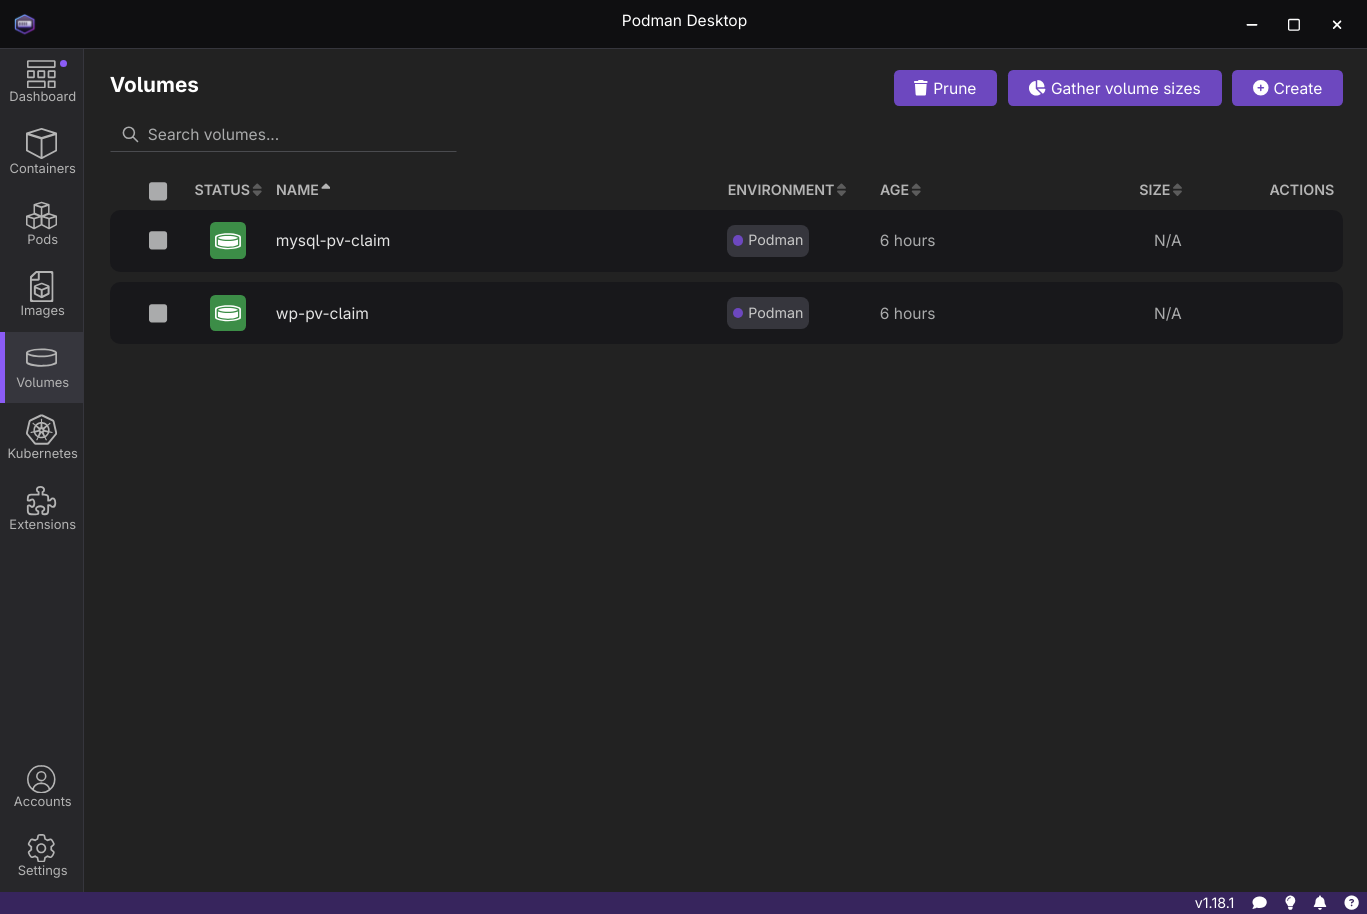 Podman Desktop
Dashboard
Containers
Pods
Images
Volumes
Kubernetes
Extensions
Accounts
Settings
Volumes
Prune
Gather volume sizes
Create
Search volumes...
STATUS NAME ENVIRONMENT AGE SIZE ACTIONS
mysql-pv-claim Podman 6 hours N/A
wp-pv-claim Podman 6 hours N/A
v1.18.1